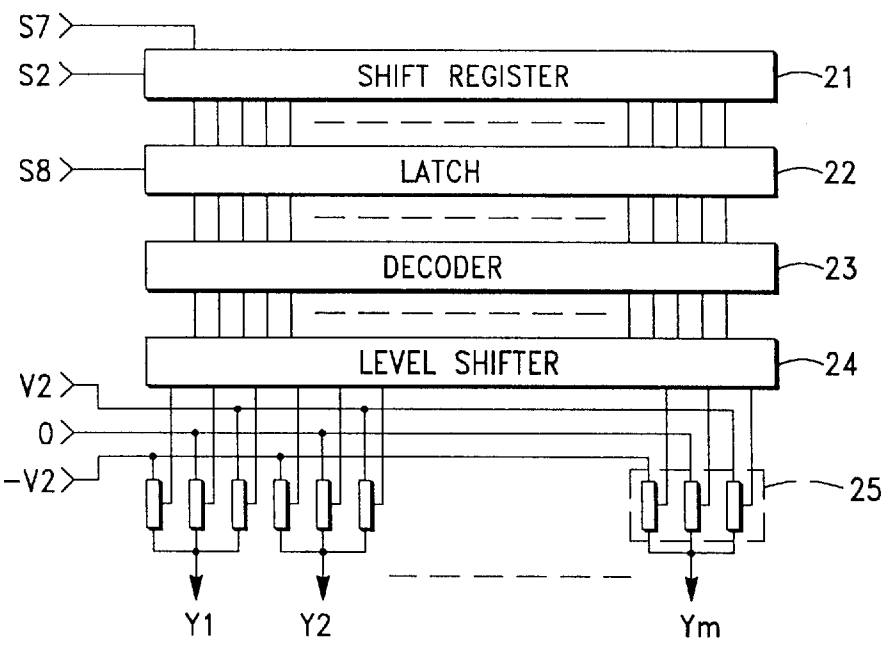 S7
S2
SHIFT REGISTER
21
S8
LATCH
22
DECODER
23
LEVEL SHIFTER
24
V2
0
-V2
25
Y1
Y2
Ym